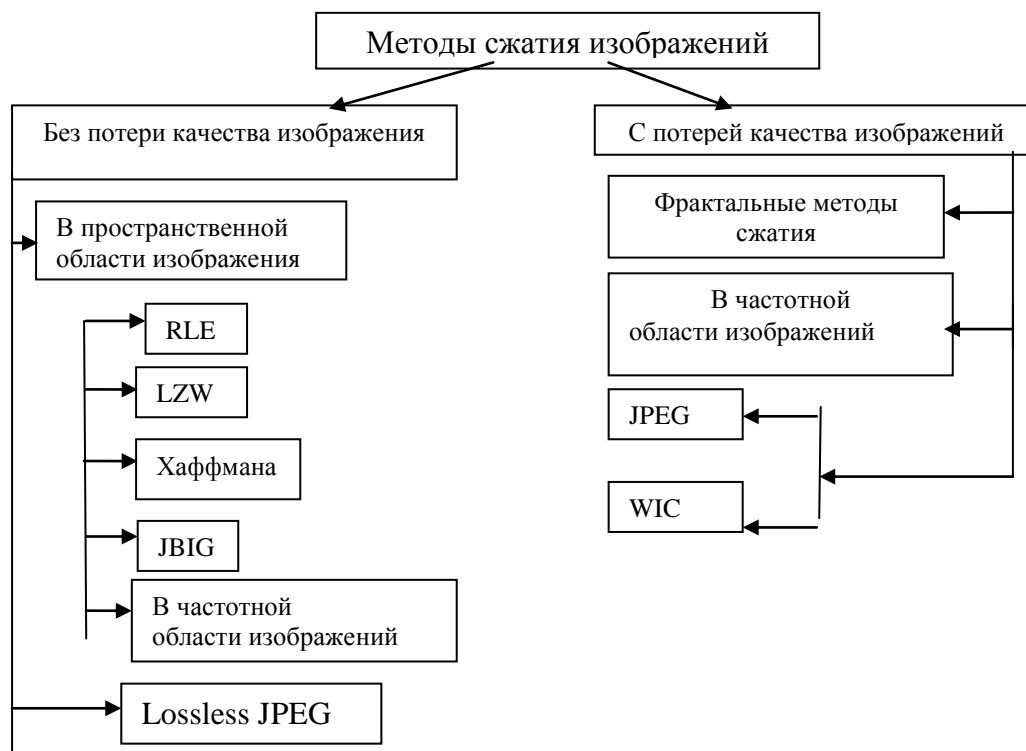 Методы сжатия изображений
Без потери качества изображения
В пространственной
области изображения
RLE
LZW
Хаффмана
JBIG
В частотной
области изображений
Lossless JPEG
С потерей качества изображений
Фрактальные методы
сжатия
В частотной
области изображений
JPEG
WIC